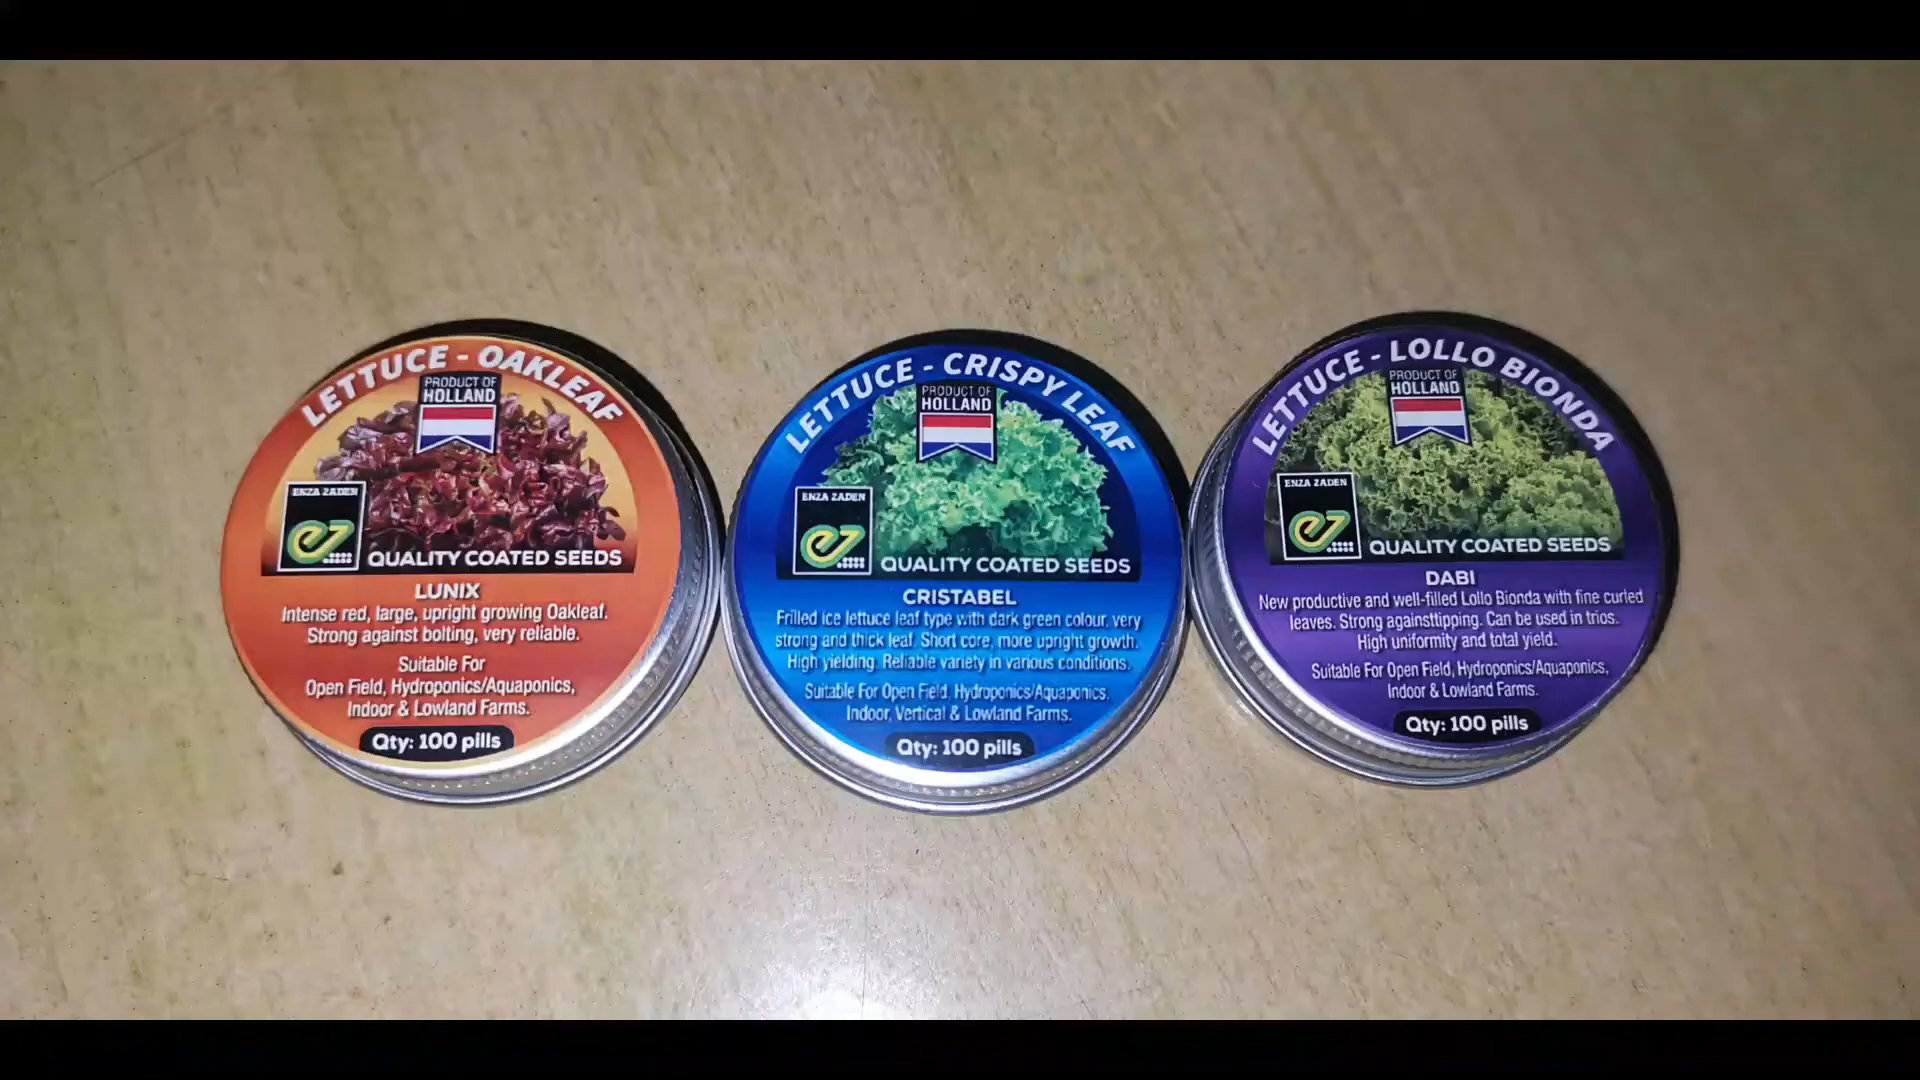 LETTUCE - OAKLEAF
PRODUCT OF
HOLLAND
ENZA ZADEN
QUALITY COATED SEEDS
LUNIX
Intense red, large, upright growing Oakleaf.
Strong against bolting, very reliable.
Suitable For
Open Field, Hydroponics/Aquaponics,
Indoor & Lowland Farms.
Qty: 100 pills
LETTUCE - CRISPY LEAF
PRODUCT OF
HOLLAND
ENZA ZADEN
QUALITY COATED SEEDS
CRISTABEL
Frilled ice lettuce leaf type with dark green colour, very
strong and thick leaf. Short core, more upright growth.
High yielding. Reliable variety in various conditions.
Suitable For Open Field, Hydroponics/Aquaponics,
Indoor, Vertical & Lowland Farms.
Qty: 100 pills
LETTUCE - LOLLO BIONDA
PRODUCT OF
HOLLAND
ENZA ZADEN
QUALITY COATED SEEDS
DABI
New productive and well-filled Lollo Bionda with fine curled
leaves. Strong againsttipping. Can be used in trios.
High uniformity and total yield.
Suitable For Open Field, Hydroponics/Aquaponics,
Indoor & Lowland Farms.
Qty: 100 pills